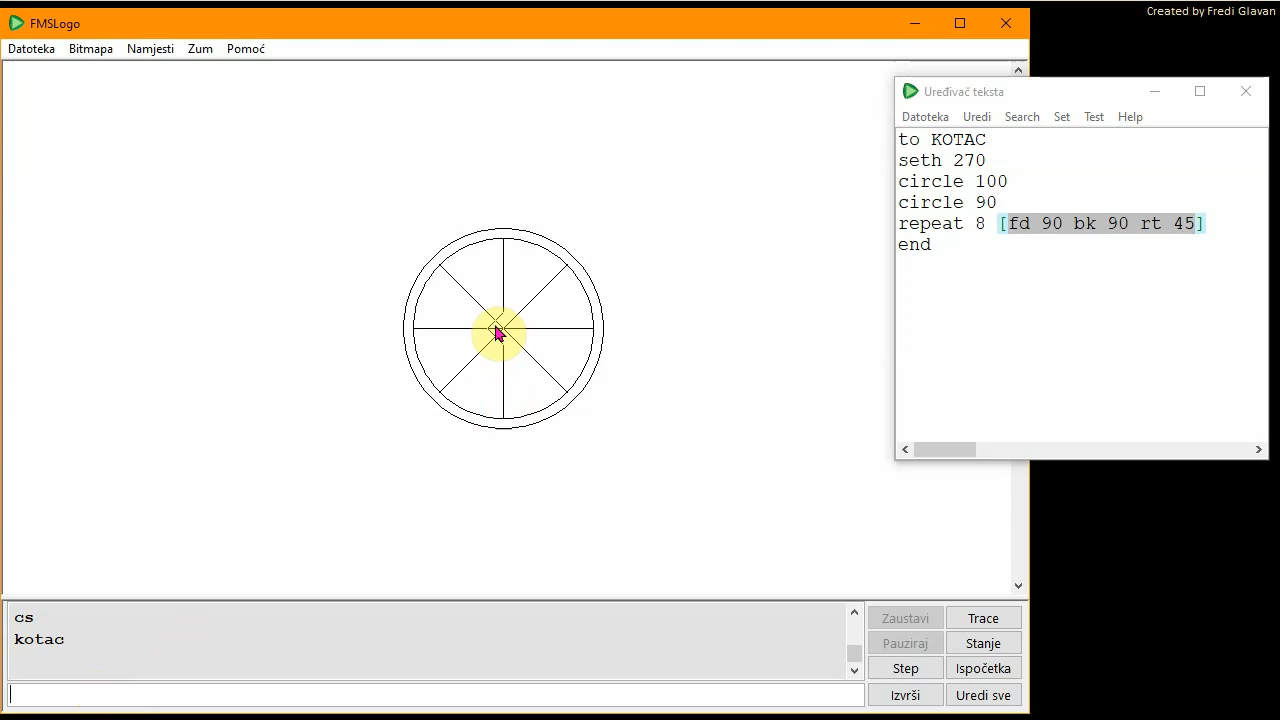 Created by Fredi Glavan
FMSLogo
Datoteka Bitmapa Namjesti Zum Pomoć
Uređivač teksta
Datoteka Uredi Search Set Test Help
to KOTAC
seth 270
circle 100
circle 90
repeat 8 [fd 90 bk 90 rt 45]
end
cs
kotac
Zaustavi Trace
Pauziraj Stanje
Step Ispočetka
Izvrši Uredi sve